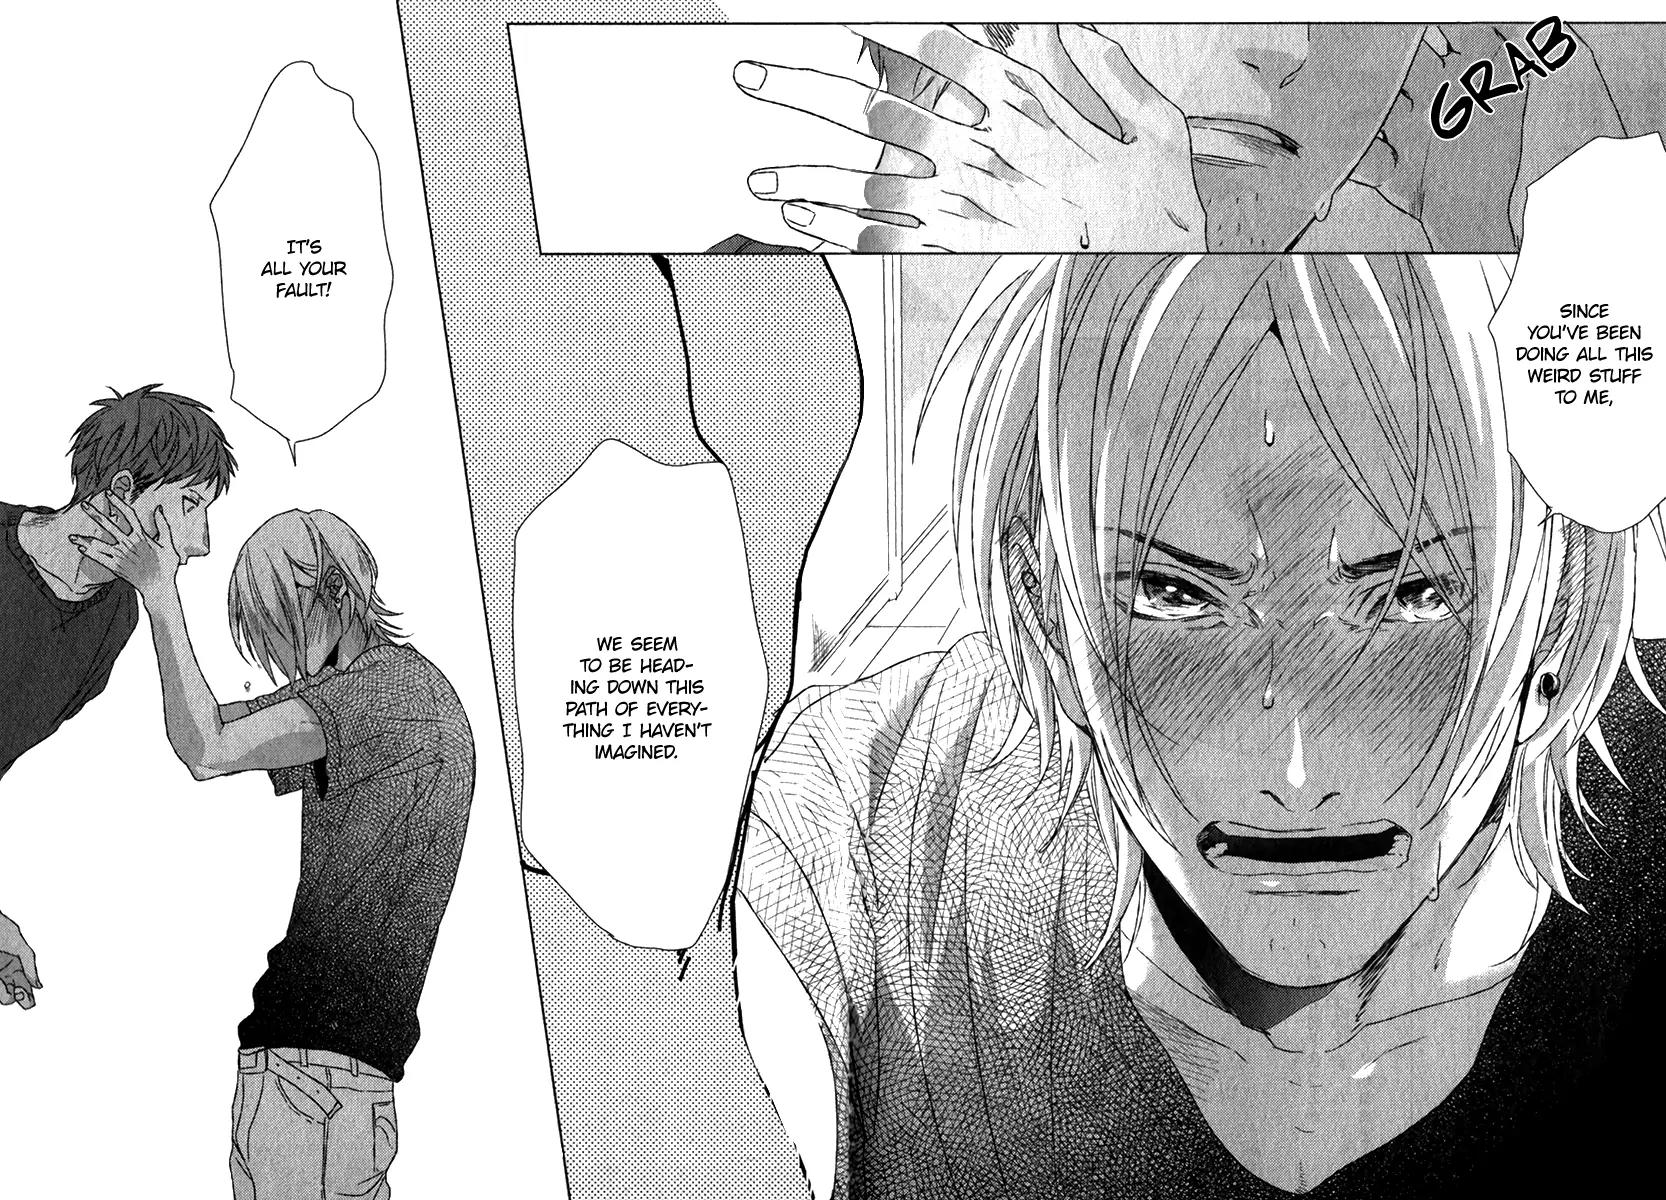 GRAB
SINCE
YOU'VE BEEN
DOING ALL THIS
WEIRD STUFF
TO ME,
WE SEEM
TO BE HEAD-
ING DOWN THIS
PATH OF EVERY-
THING I HAVEN'T
IMAGINED.
IT'S
ALL YOUR
FAULT!